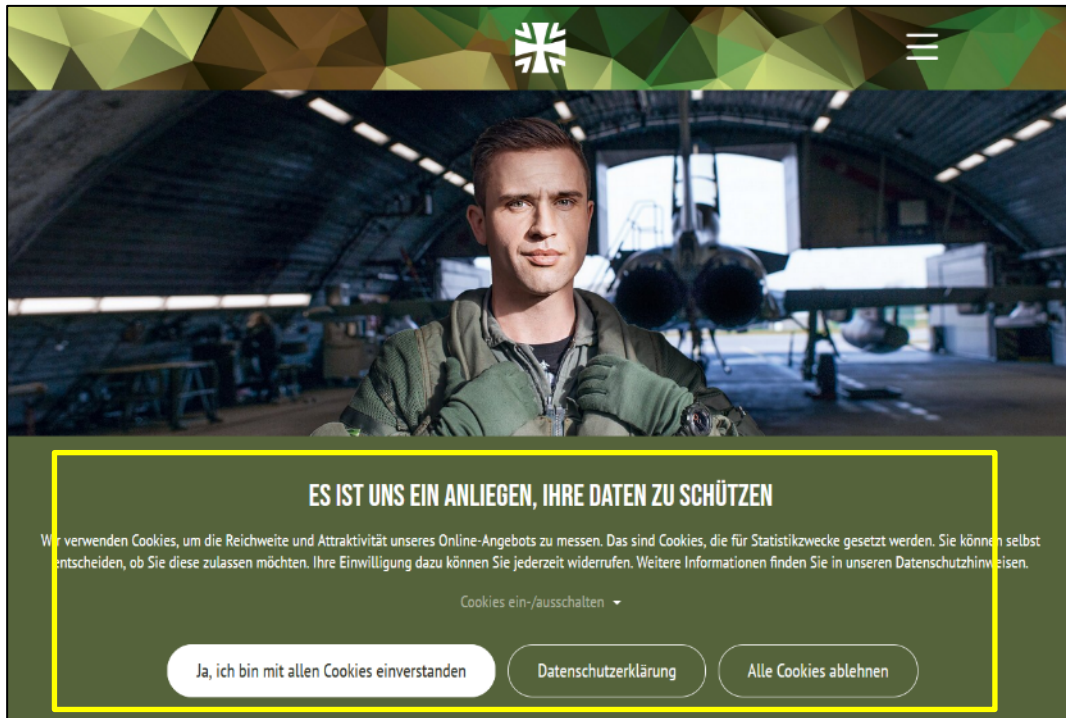 ES IST UNS EIN ANLIEGEN, IHRE DATEN ZU SCHÜTZEN
Wir verwenden Cookies, um die Reichweite und Attraktivität unseres Online-Angebots zu messen. Das sind Cookies, die für Statistikzwecke gesetzt werden. Sie können selbst
entscheiden, ob Sie diese zulassen möchten. Ihre Einwilligung dazu können Sie jederzeit widerrufen. Weitere Informationen finden Sie in unseren Datenschutzhinweisen.
Cookies ein-/ausschalten
Ja, ich bin mit allen Cookies einverstanden Datenschutzerklärung Alle Cookies ablehnen